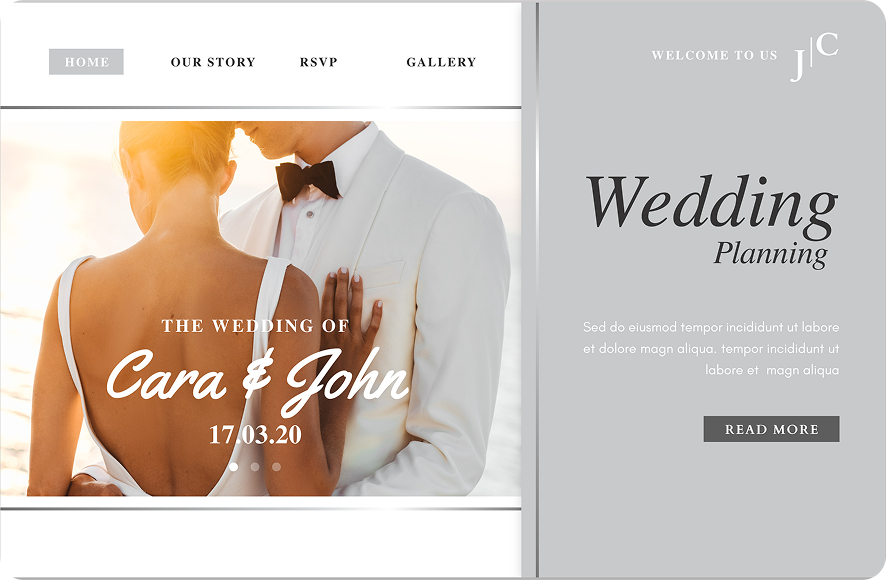 HOME OUR STORY RSVP GALLERY
THE WEDDING OF
Cara & John
17.03.20
WELCOME TO US J|C
Wedding
Planning
Sed do eiusmod tempor incididunt ut labore
et dolore magn aliqua. tempor incididunt ut
labore et magn aliqua
READ MORE